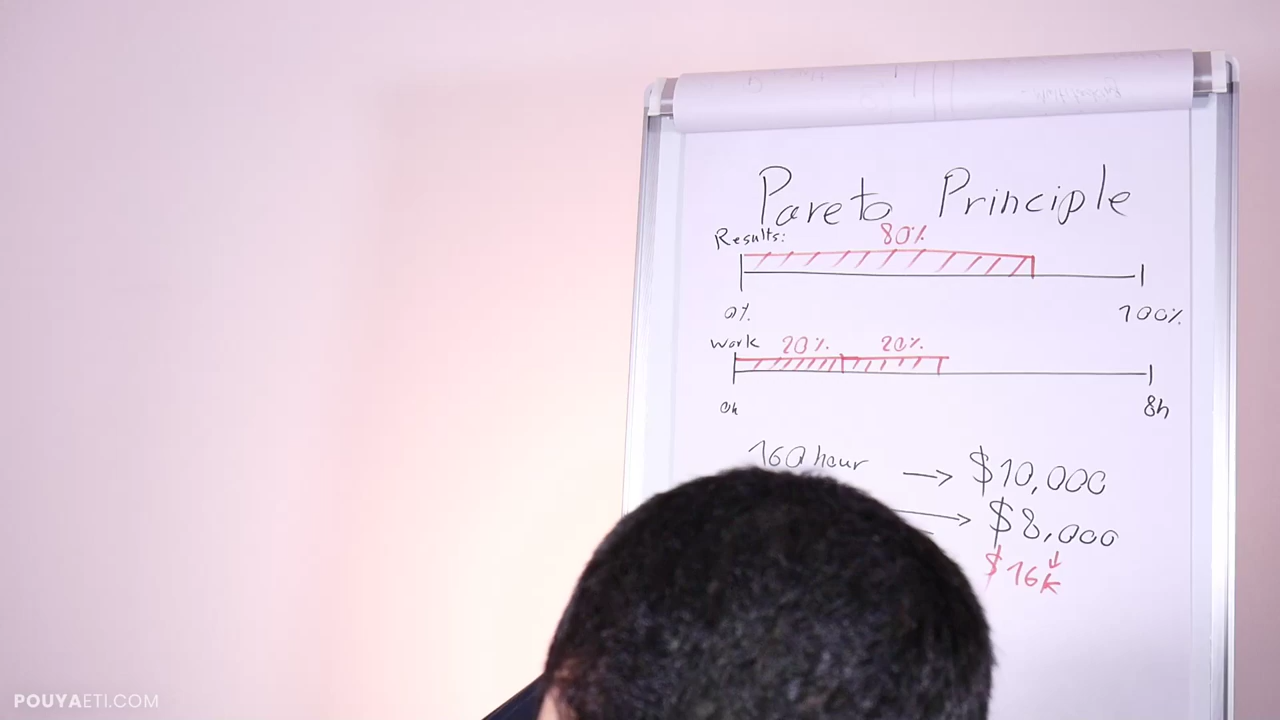 Pareto Principle
Results:
80%
0% 100%
Work 20% 20%
0h 8h
160 hour → $10,000
→ $8,000
↓
$16k
POUYAETI.COM